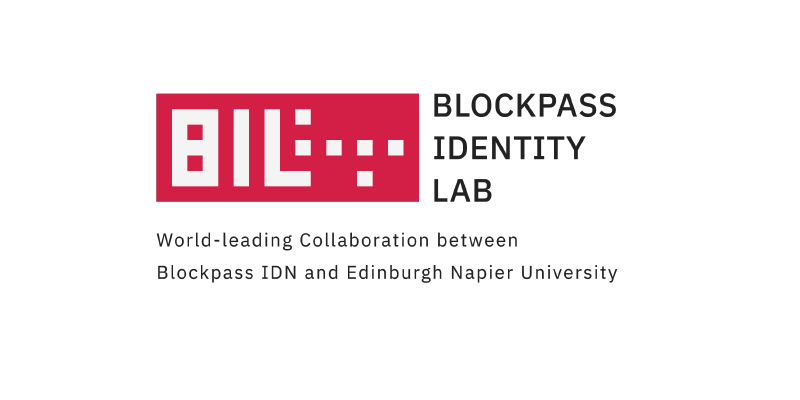 BIL
BLOCKPASS
IDENTITY
LAB
World-leading Collaboration between
Blockpass IDN and Edinburgh Napier University